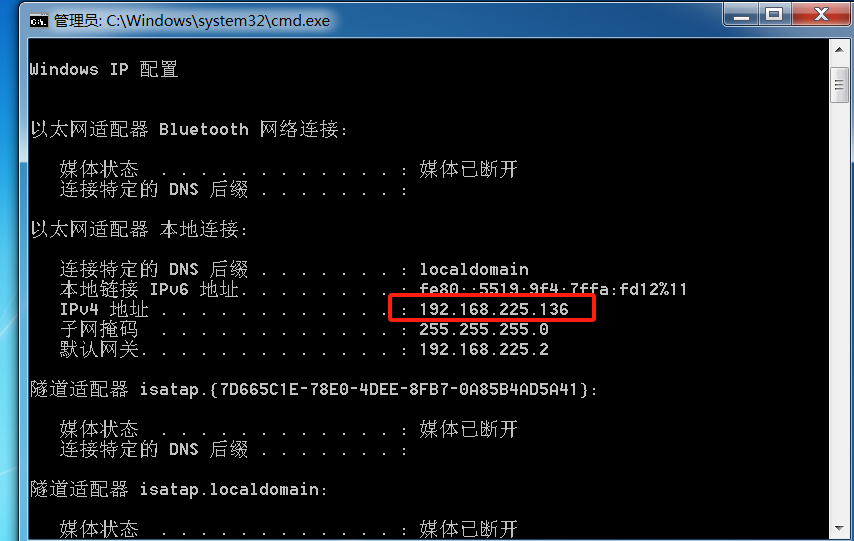 管理员: C:\Windows\system32\cmd.exe
Windows IP 配置
以太网适配器 Bluetooth 网络连接:
媒体状态 . . . . . . . . . . . . : 媒体已断开
连接特定的 DNS 后缀 . . . . . . . :
以太网适配器 本地连接:
连接特定的 DNS 后缀 . . . . . . . : localdomain
本地链接 IPv6 地址. . . . . . . . : fe80::5519:9f4:7ffa:fd12%11
IPv4 地址 . . . . . . . . . . . . : 192.168.225.136
子网掩码 . . . . . . . . . . . . : 255.255.255.0
默认网关. . . . . . . . . . . . . : 192.168.225.2
隧道适配器 isatap.{7D665C1E-78E0-4DEE-8FB7-0A85B4AD5A41}:
媒体状态 . . . . . . . . . . . . : 媒体已断开
连接特定的 DNS 后缀 . . . . . . . :
隧道适配器 isatap.localdomain:
媒体状态 . . . . . . . . . . . . : 媒体已断开